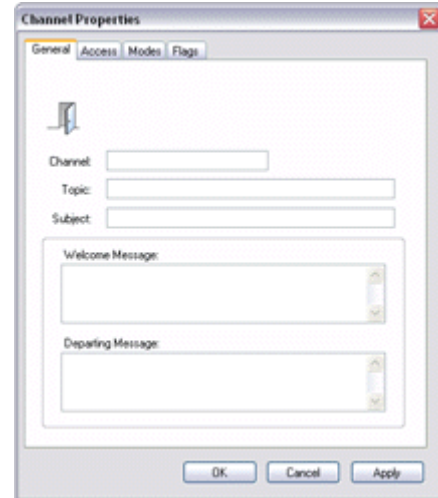 Channel Properties
General Access Modes Flags
Channel:
Topic:
Subject:
Welcome Message:
Departing Message:
OK Cancel Apply